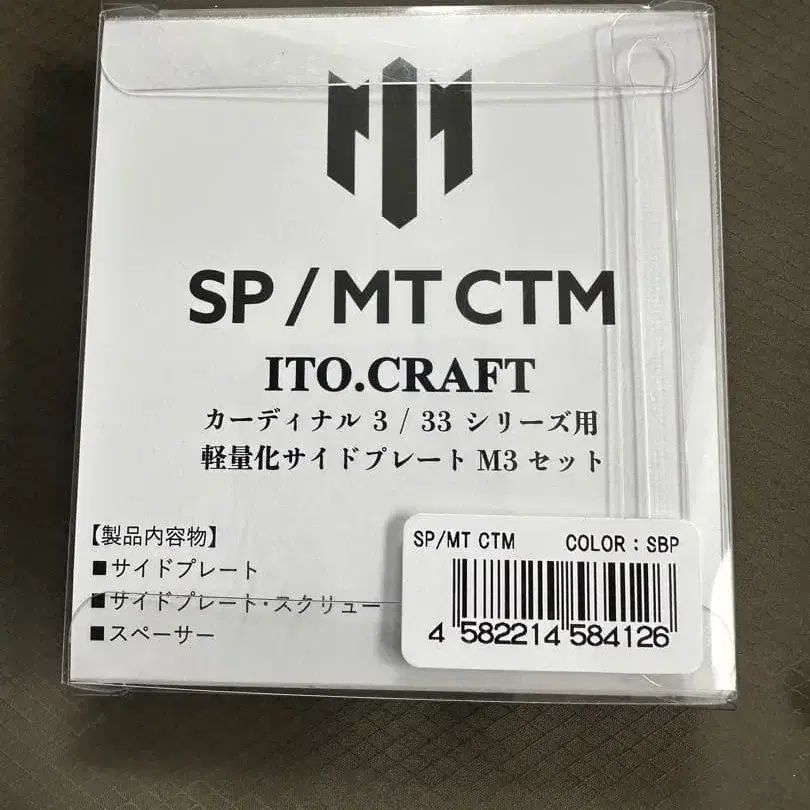 SP / MT CTM
ITO.CRAFT
カーディナル 3 / 33 シリーズ用
軽量化サイドプレート M3 セット
【製品内容物】
■サイドプレート
■サイドプレート・スクリュー
■スペーサー
SP/MT CTM COLOR：SBP
4 582214 584126